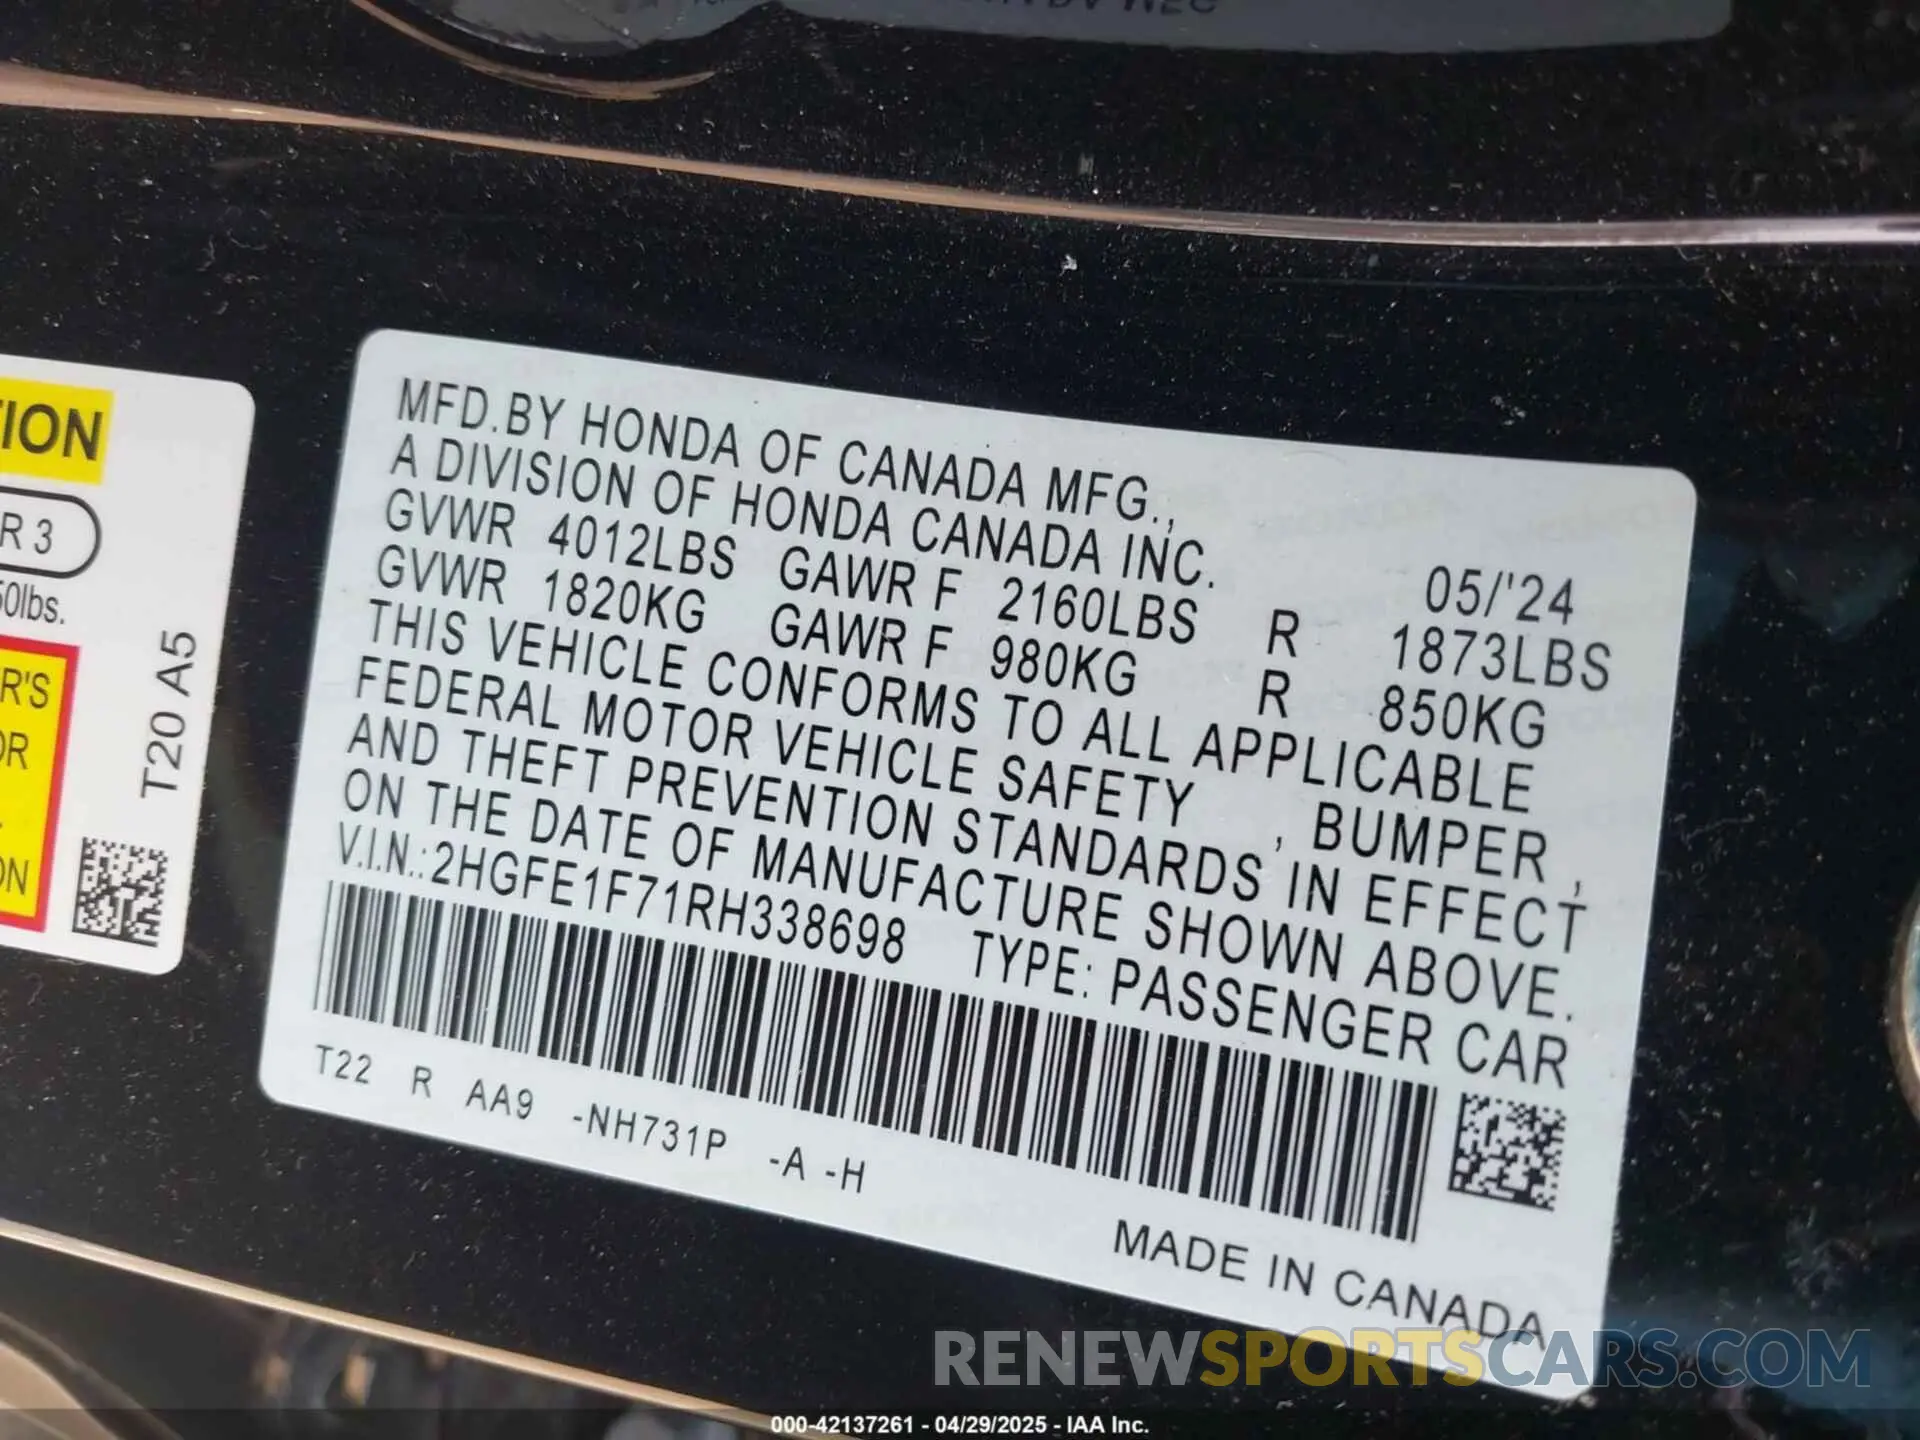 TION
R 3
50lbs.
R'S
OR
ON
T20 A5
MFD.BY HONDA OF CANADA MFG.,
A DIVISION OF HONDA CANADA INC. 05/'24
GVWR 4012LBS GAWR F 2160LBS R 1873LBS
GVWR 1820KG GAWR F 980KG R 850KG
THIS VEHICLE CONFORMS TO ALL APPLICABLE
FEDERAL MOTOR VEHICLE SAFETY , BUMPER ,
AND THEFT PREVENTION STANDARDS IN EFFECT
ON THE DATE OF MANUFACTURE SHOWN ABOVE.
V.I.N.:2HGFE1F71RH338698 TYPE: PASSENGER CAR
T22 R AA9 -NH731P -A -H
MADE IN CANADA
RENEWSPORTSCARS.COM
000-42137261 - 04/29/2025 - IAA Inc.